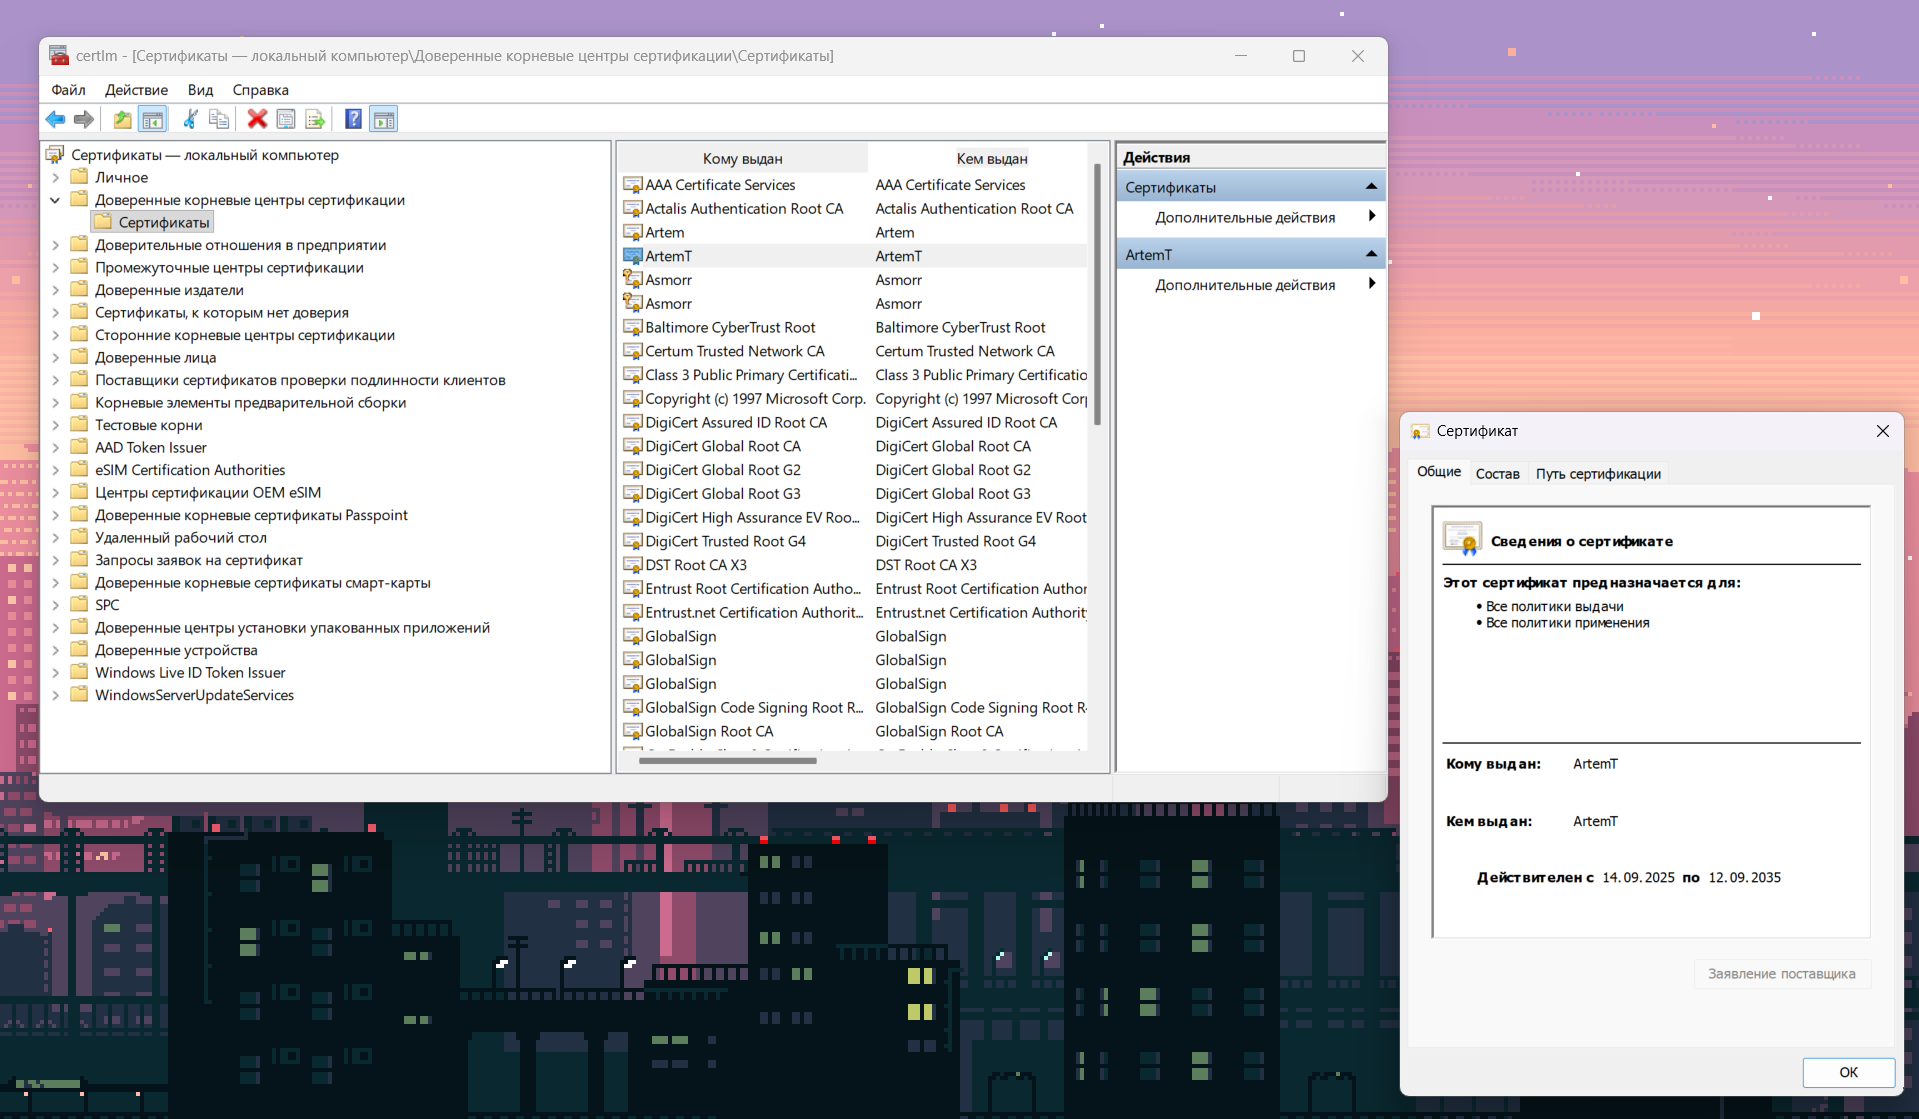 certlm - [Сертификаты — локальный компьютер\Доверенные корневые центры сертификации\Сертификаты]
Файл Действие Вид Справка
Сертификаты — локальный компьютер
Личное
Доверенные корневые центры сертификации
Сертификаты
Доверительные отношения в предприятии
Промежуточные центры сертификации
Доверенные издатели
Сертификаты, к которым нет доверия
Сторонние корневые центры сертификации
Доверенные лица
Поставщики сертификатов проверки подлинности клиентов
Корневые элементы предварительной сборки
Тестовые корни
AAD Token Issuer
eSIM Certification Authorities
Центры сертификации OEM eSIM
Доверенные корневые сертификаты Passpoint
Удаленный рабочий стол
Запросы заявок на сертификат
Доверенные корневые сертификаты смарт-карты
SPC
Доверенные центры установки упакованных приложений
Доверенные устройства
Windows Live ID Token Issuer
WindowsServerUpdateServices
Кому выдан Кем выдан
AAA Certificate Services AAA Certificate Services
Actalis Authentication Root CA Actalis Authentication Root CA
Artem Artem
ArtemT ArtemT
Asmorr Asmorr
Asmorr Asmorr
Baltimore CyberTrust Root Baltimore CyberTrust Root
Certum Trusted Network CA Certum Trusted Network CA
Class 3 Public Primary Certificati... Class 3 Public Primary Certificatio
Copyright (c) 1997 Microsoft Corp. Copyright (c) 1997 Microsoft Corp
DigiCert Assured ID Root CA DigiCert Assured ID Root CA
DigiCert Global Root CA DigiCert Global Root CA
DigiCert Global Root G2 DigiCert Global Root G2
DigiCert Global Root G3 DigiCert Global Root G3
DigiCert High Assurance EV Roo... DigiCert High Assurance EV Root
DigiCert Trusted Root G4 DigiCert Trusted Root G4
DST Root CA X3 DST Root CA X3
Entrust Root Certification Autho... Entrust Root Certification Author
Entrust.net Certification Authorit... Entrust.net Certification Authority
GlobalSign GlobalSign
GlobalSign GlobalSign
GlobalSign GlobalSign
GlobalSign Code Signing Root R... GlobalSign Code Signing Root R
GlobalSign Root CA GlobalSign Root CA
Действия
Сертификаты
Дополнительные действия
ArtemT
Дополнительные действия
Сертификат
Общие Состав Путь сертификации
Сведения о сертификате
Этот сертификат предназначается для:
• Все политики выдачи
• Все политики применения
Кому выдан: ArtemT
Кем выдан: ArtemT
Действителен с 14.09.2025 по 12.09.2035
Заявление поставщика
ОК